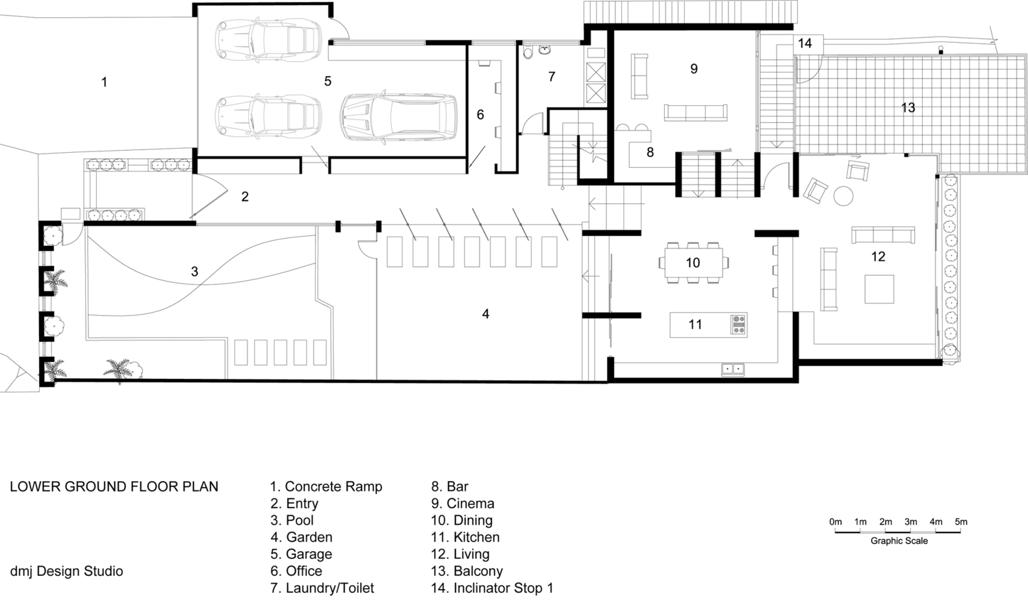 14
1
5
9
7
13
6
8
2
3
12
10
4
11
LOWER GROUND FLOOR PLAN
dmj Design Studio
1. Concrete Ramp
2. Entry
3. Pool
4. Garden
5. Garage
6. Office
7. Laundry/Toilet
8. Bar
9. Cinema
10. Dining
11. Kitchen
12. Living
13. Balcony
14. Inclinator Stop 1
0m 1m 2m 3m 4m 5m
Graphic Scale